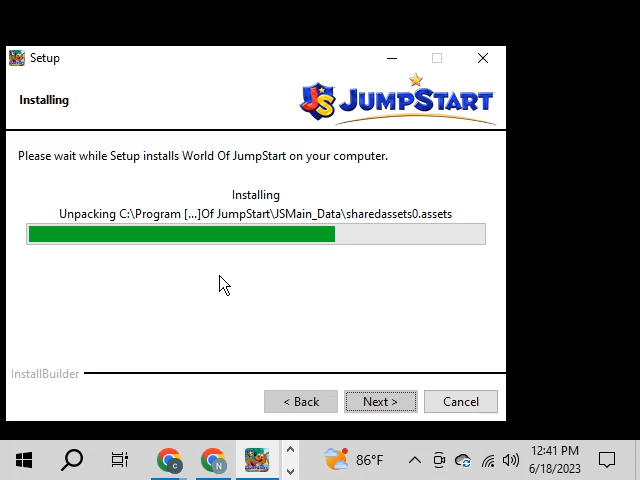 Setup
Installing
JS JUMPSTART
Please wait while Setup installs World Of JumpStart on your computer.
Installing
Unpacking C:\Program [...]Of JumpStart\JSMain_Data\sharedassets0.assets
InstallBuilder
< Back
Next >
Cancel
C
N
86°F
12:41 PM
6/18/2023